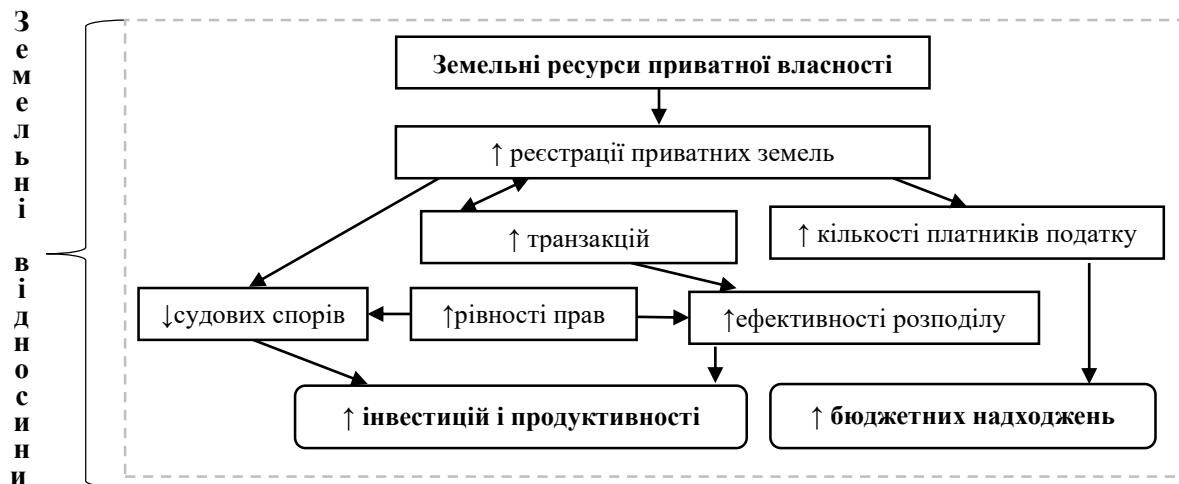 Земельні відносини
Земельні ресурси приватної власності
↑ реєстрації приватних земель
↑ транзакцій
↑ кількості платників податку
↓судових спорів
↑рівності прав
↑ефективності розподілу
↑ інвестицій і продуктивності
↑ бюджетних надходжень